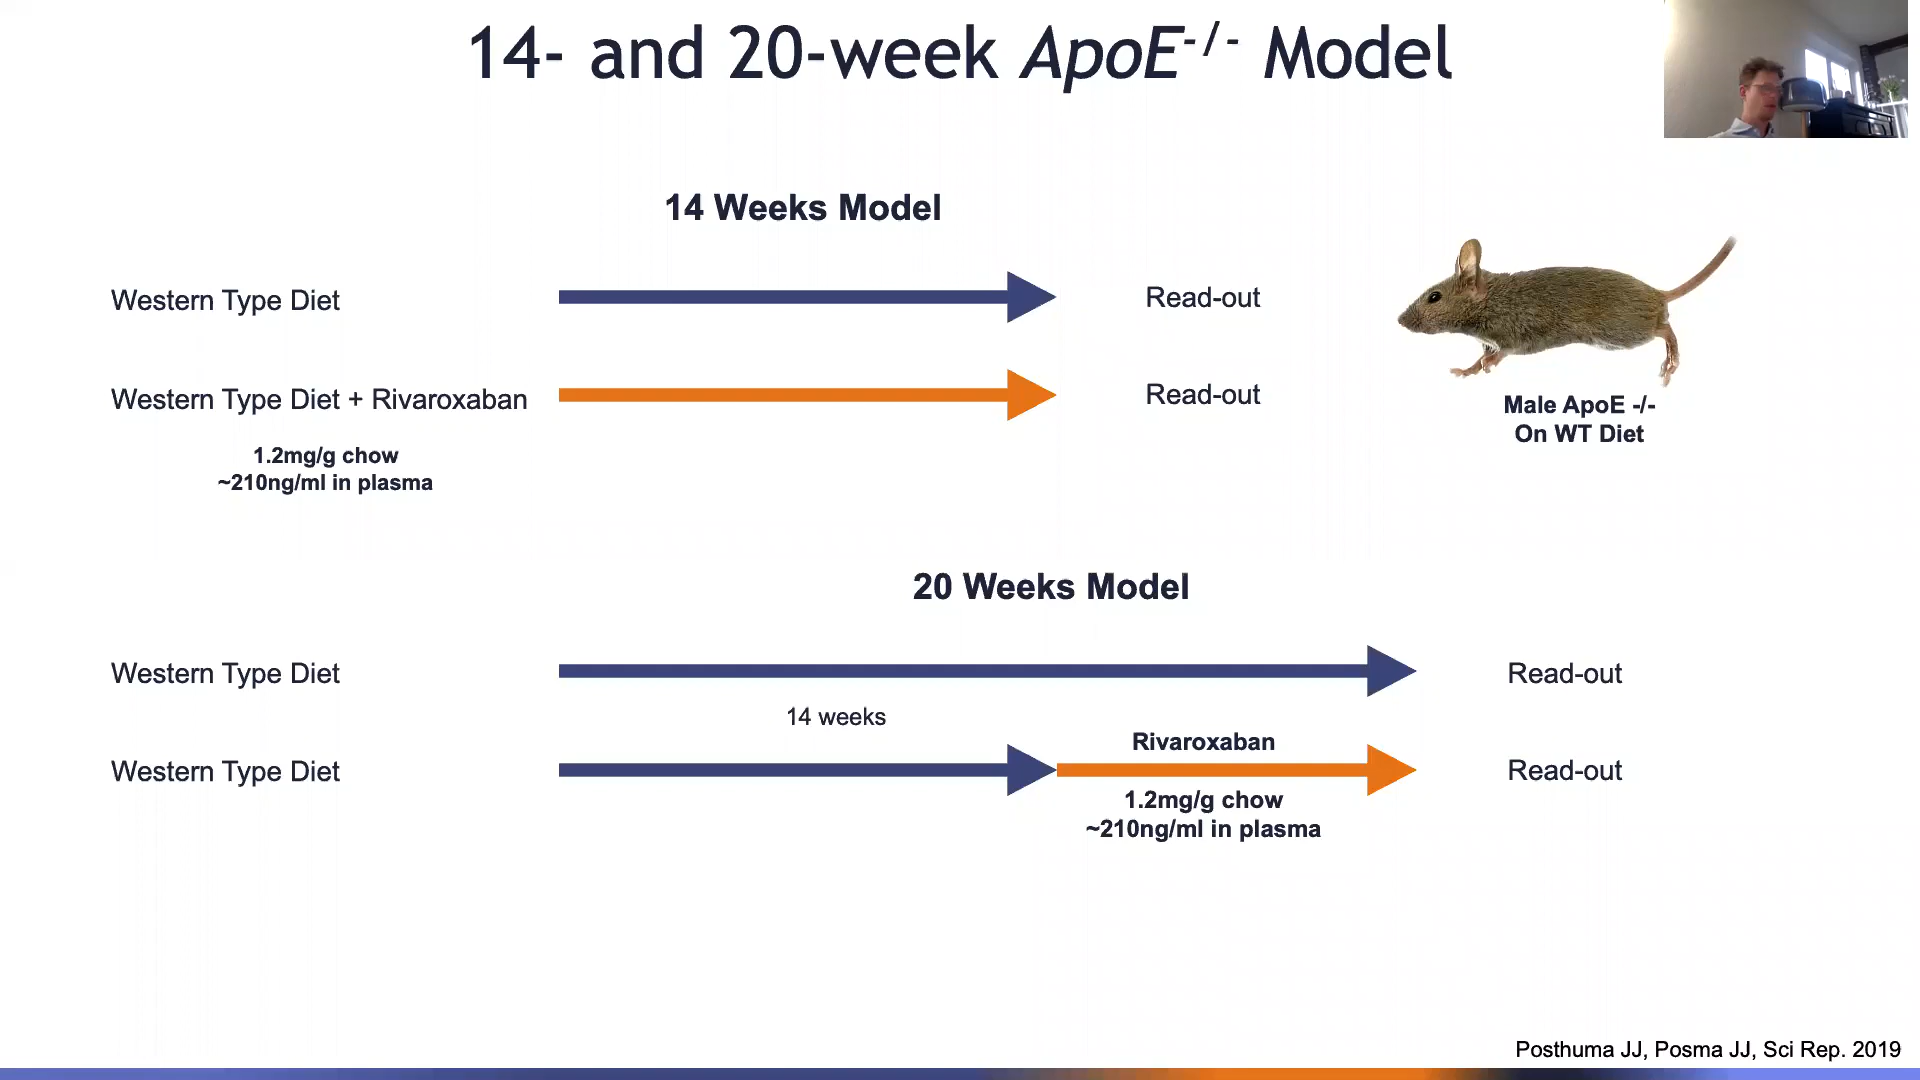 14- and 20-week ApoE-/- Model
14 Weeks Model
Western Type Diet
Read-out
Western Type Diet + Rivaroxaban
Read-out
1.2mg/g chow
~210ng/ml in plasma
Male ApoE -/-
On WT Diet
20 Weeks Model
Western Type Diet
Read-out
14 weeks
Western Type Diet
Rivaroxaban
Read-out
1.2mg/g chow
~210ng/ml in plasma
Posthuma JJ, Posma JJ, Sci Rep. 2019